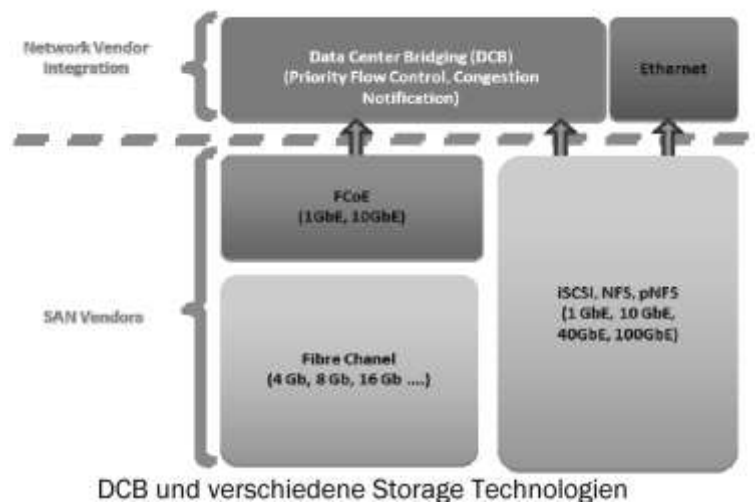 Network Vendor
Integration
Data Center Bridging (DCB)
(Priority Flow Control, Congestion
Notification)
Ethernet
FCoE
(1GbE, 10GbE)
SAN Vendors
Fibre Chanel
(4 Gb, 8 Gb, 16 Gb ....)
iSCSI, NFS, pNFS
(1 GbE, 10 GbE,
40GbE, 100GbE)
DCB und verschiedene Storage Technologien